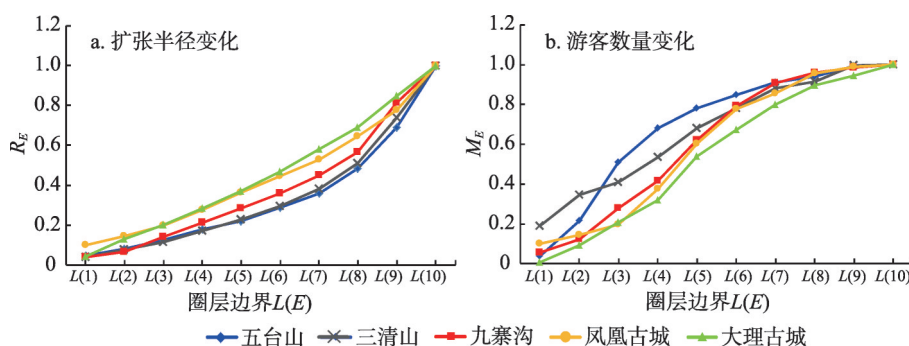 a. 扩张半径变化
1.0
0.8
0.6
0.4
0.2
0
R_E
L(1) L(2) L(3) L(4) L(5) L(6) L(7) L(8) L(9) L(10)
圈层边界L(E)
b. 游客数量变化
1.2
1.0
0.8
0.6
0.4
0.2
0
M_E
L(1) L(2) L(3) L(4) L(5) L(6) L(7) L(8) L(9) L(10)
圈层边界L(E)
五台山 三清山 九寨沟 凤凰古城 大理古城